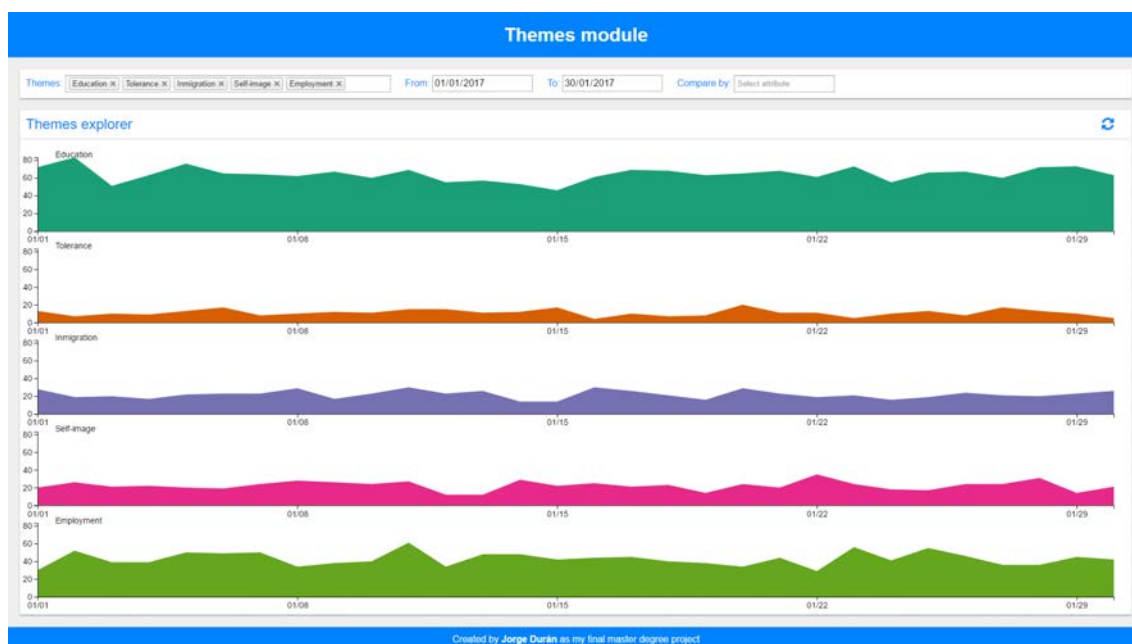 Themes module
Themes Education × Tolerance × Inmigration × Self-image × Employment × From 01/01/2017 To 30/01/2017 Compare by Select attribute
Themes explorer
Education
80
60
40
20
0
01/01 01/08 01/15 01/22 01/29
Tolerance
80
60
40
20
0
01/01 01/08 01/15 01/22 01/29
Inmigration
80
60
40
20
0
01/01 01/08 01/15 01/22 01/29
Self-image
80
60
40
20
0
01/01 01/08 01/15 01/22 01/29
Employment
80
60
40
20
0
01/01 01/08 01/15 01/22 01/29
Created by Jorge Durán as my final master degree project